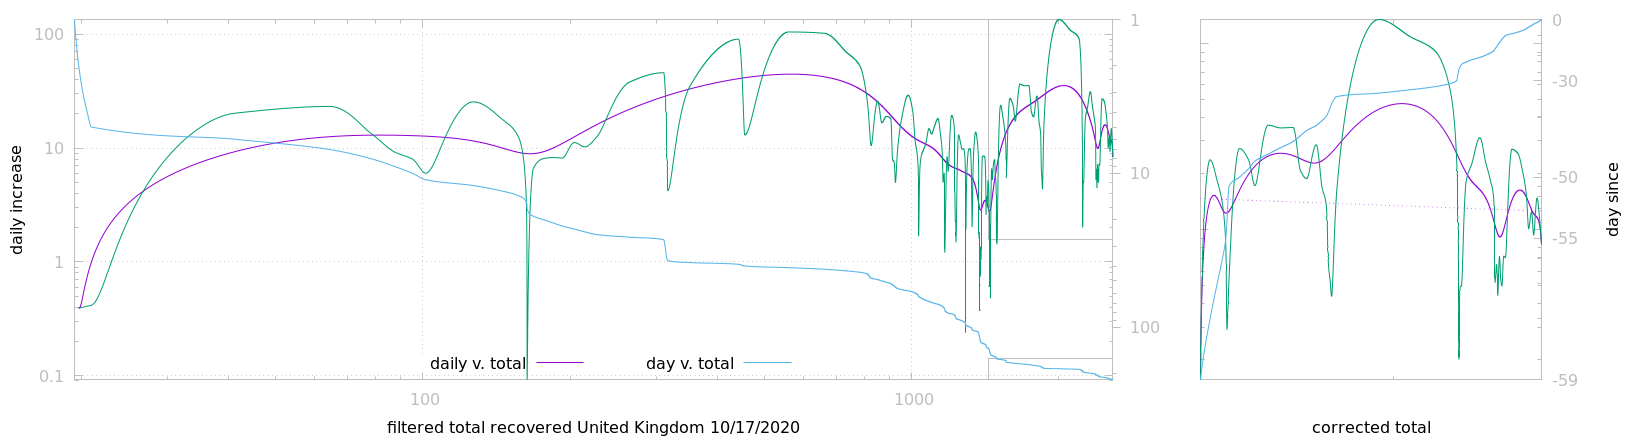 100
10
1
0.1
daily increase
daily v. total
day v. total
100
1000
filtered total recovered United Kingdom 10/17/2020
1
10
100
0
-30
-50
-55
-59
day since
corrected total